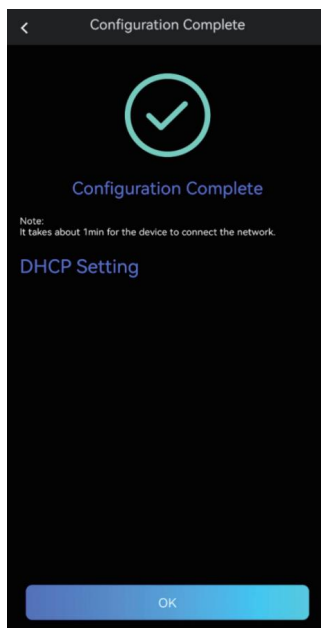 Configuration Complete
Configuration Complete
Note:
It takes about 1min for the device to connect the network.
DHCP Setting
OK